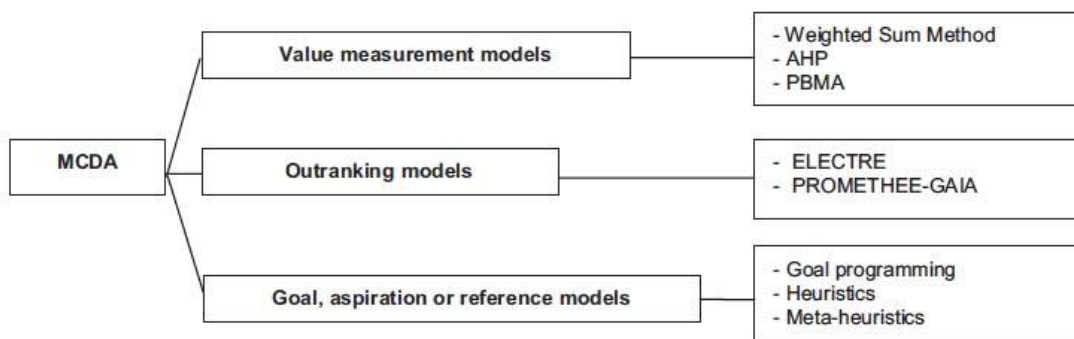 MCDA
Value measurement models
- Weighted Sum Method
- AHP
- PBMA
Outranking models
- ELECTRE
- PROMETHEE-GAIA
Goal, aspiration or reference models
- Goal programming
- Heuristics
- Meta-heuristics